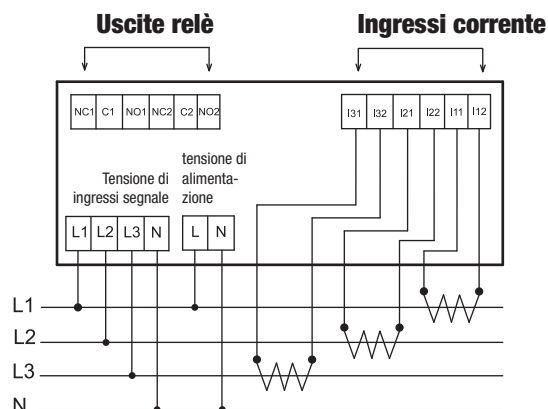 Uscite relè Ingressi corrente
NC1 C1 NO1 NC2 C2 NO2 I31 I32 I21 I22 I11 I12
tensione di
Tensione di alimenta-
ingressi segnale zione
L1 L2 L3 N L N
L1
L2
L3
N